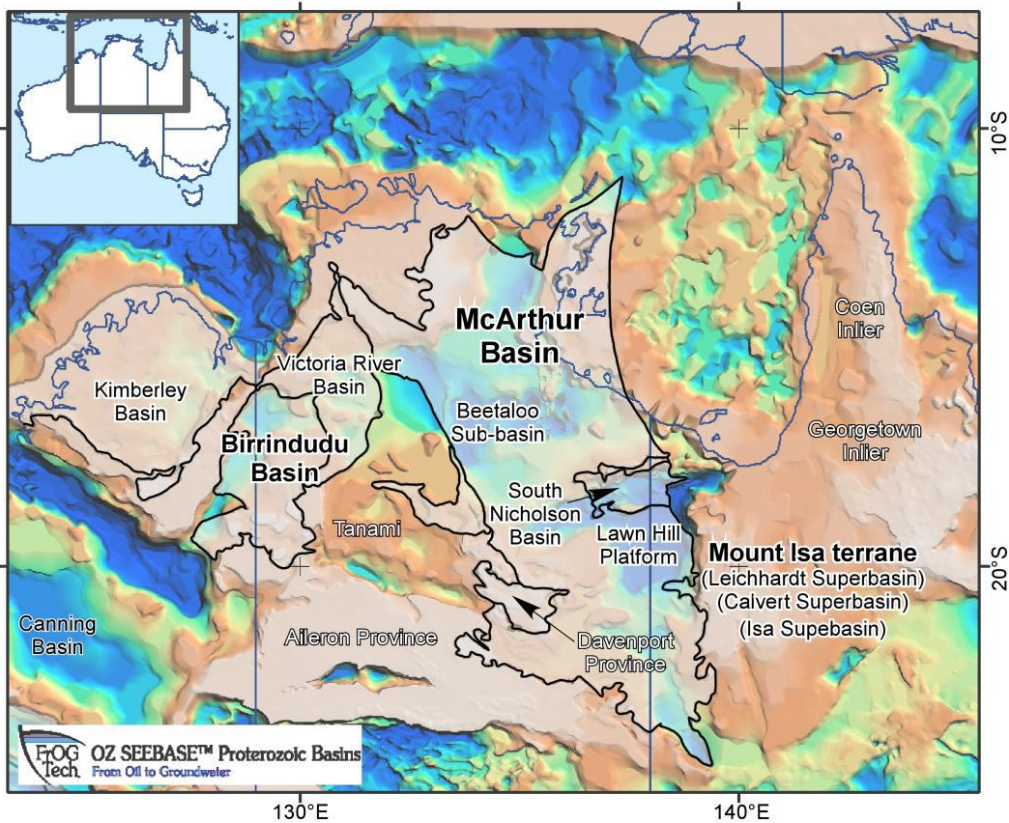 10°S
Coen
Inlier
McArthur
Basin
Victoria River
Basin
Kimberley
Basin
Beetaloo
Sub-basin
Georgetown
Inlier
Birrindudu
Basin
South
Nicholson
Basin
Tanami
Lawn Hill
Platform
Mount Isa terrane
(Leichhardt Superbasin)
(Calvert Superbasin)
(Isa Supebasin)
20°S
Canning
Basin
Aileron Province
Davenport
Province
FrOG
Tech
OZ SEEBASE™ Proterozoic Basins
From Oil to Groundwater
130°E
140°E